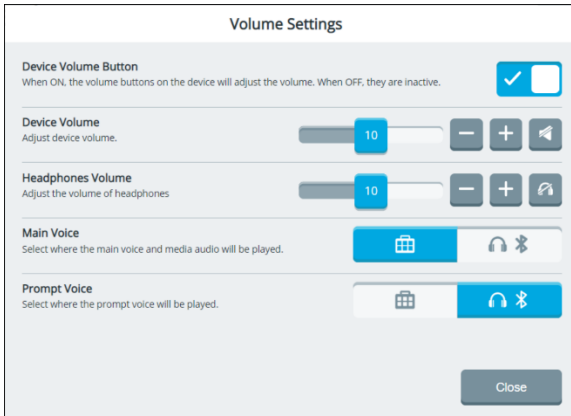 Volume Settings
Device Volume Button
When ON, the volume buttons on the device will adjust the volume. When OFF, they are inactive.
Device Volume
Adjust device volume.
10
Headphones Volume
Adjust the volume of headphones
10
Main Voice
Select where the main voice and media audio will be played.
Prompt Voice
Select where the prompt voice will be played.
Close